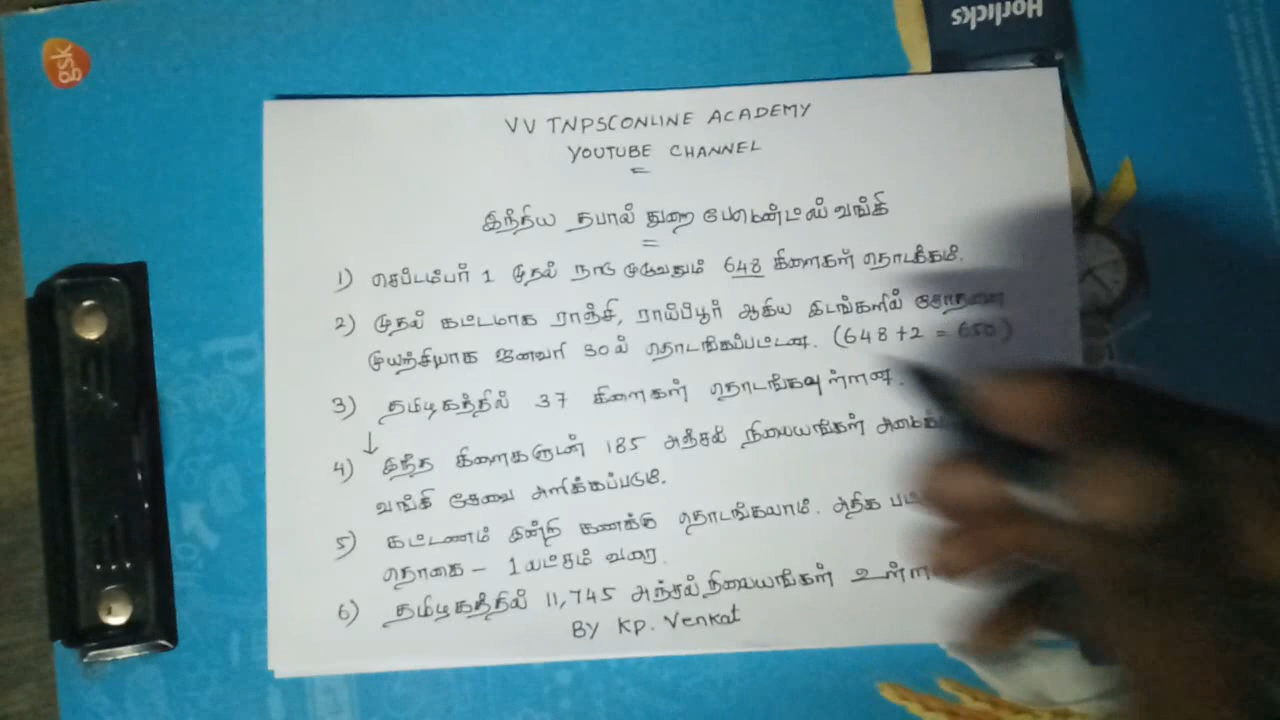 Horlicks
gsk
VV TNPSCONLINE ACADEMY
YOUTUBE CHANNEL
இந்திய தபால் துறை பேமெண்ட்ஸ் வங்கி
1) செப்டம்பர் 1 முதல் நாடு முழுவதும் 648 கிளைகள் தொடக்கம்.
2) முதல் கட்டமாக ராஞ்சி, ராய்ப்பூர் ஆகிய இடங்களில் சோதனை
முயற்சியாக ஜனவரி 30ல் தொடங்கப்பட்டன. (648+2=650)
3) தமிழகத்தில் 37 கிளைகள் தொடங்கவுள்ளன.
4) இந்த கிளைகளுடன் 185 அஞ்சல் நிலையங்கள்
வங்கி சேவை அளிக்கப்படும்.
5) கட்டணம் இன்றி கணக்கு தொடங்கலாம். அதிக
தொகை - 1 லட்சம் வரை.
6) தமிழகத்தில் 11,745 அஞ்சல் நிலையங்கள்
BY KP. Venkat